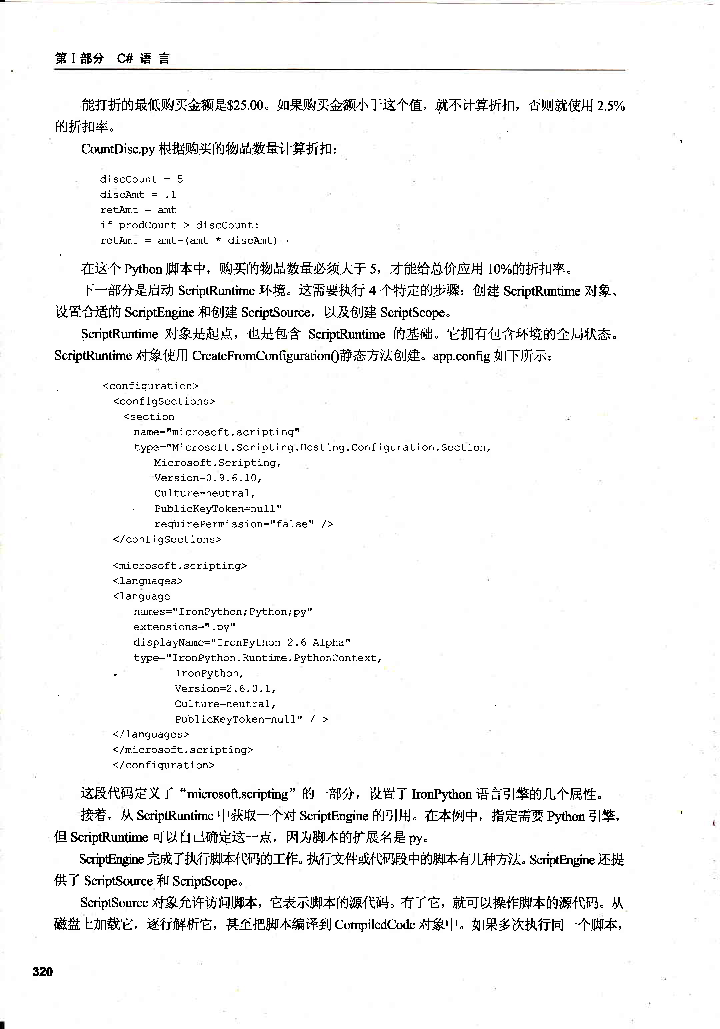 第 I 部分 C# 语 言
能打折的最低购买金额是$25.00。如果购买金额小于这个值，就不计算折扣，否则就使用 2.5%
的折扣率。
CountDisc.py 根据购买的物品数量计算折扣：
discCount = 5
discAmt = .1
retAmt = amt
if prodCount > discCount:
retAmt = amt-(amt * discAmt)
在这个 Python 脚本中，购买的物品数量必须大于 5，才能给总价应用 10%的折扣率。
下一部分是启动 ScriptRuntime 环境。这需要执行 4 个特定的步骤：创建 ScriptRuntime 对象、
设置合适的 ScriptEngine 和创建 ScriptSource，以及创建 ScriptScope。
ScriptRuntime 对象是起点，也是包含 ScriptRuntime 的基础。它拥有包含环境的全局状态。
ScriptRuntime 对象使用 CreateFromConfiguration()静态方法创建。app.config 如下所示：
<configuration>
<configSections>
<section
name="microsoft.scripting"
type="Microsoft.Scripting.Hosting.Configuration.Section,
Microsoft.Scripting,
Version=0.9.6.10,
Culture=neutral,
PublicKeyToken=null"
requirePermission="false" />
</configSections>
<microsoft.scripting>
<languages>
<language
names="IronPython;Python;py"
extensions=".py"
displayName="IronPython 2.6 Alpha"
type="IronPython.Runtime.PythonContext,
IronPython,
Version=2.6.0.1,
Culture=neutral,
PublicKeyToken=null" / >
</languages>
</microsoft.scripting>
</configuration>
这段代码定义了“microsoft.scripting”的一部分，设置了 IronPython 语言引擎的几个属性。
接着，从 ScriptRuntime 中获取一个对 ScriptEngine 的引用。在本例中，指定需要 Python 引擎，
但 ScriptRuntime 可以自己确定这一点，因为脚本的扩展名是 py。
ScriptEngine 完成了执行脚本代码的工作。执行文件或代码段中的脚本有几种方法。ScriptEngine 还提
供了 ScriptSource 和 ScriptScope。
ScriptSource 对象允许访问脚本，它表示脚本的源代码。有了它，就可以操作脚本的源代码。从
磁盘上加载它，逐行解析它，甚至把脚本编译到 CompiledCode 对象中。如果多次执行同一个脚本，
320